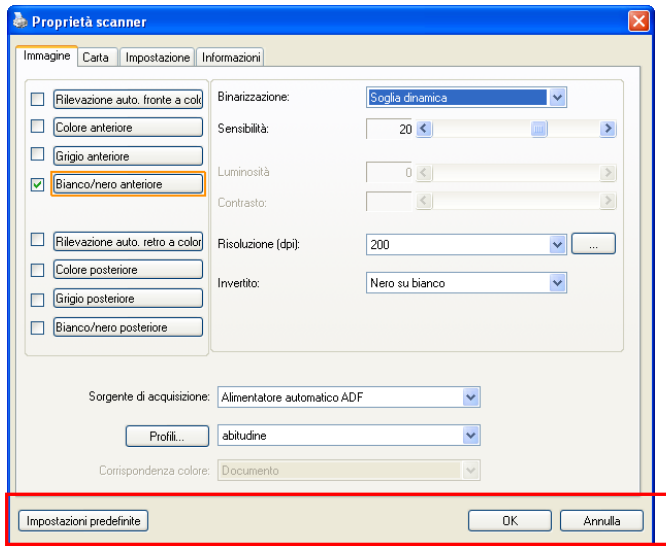 Proprietà scanner
Immagine Carta Impostazione Informazioni
Rilevazione auto. fronte a colo
Colore anteriore
Grigio anteriore
Bianco/nero anteriore
Rilevazione auto. retro a color
Colore posteriore
Grigio posteriore
Bianco/nero posteriore
Binarizzazione: Soglia dinamica
Sensibilità: 20
Luminosità 0
Contrasto:
Risoluzione (dpi): 200 ...
Invertito: Nero su bianco
Sorgente di acquisizione: Alimentatore automatico ADF
Profili... abitudine
Corrispondenza colore: Documento
Impostazioni predefinite OK Annulla